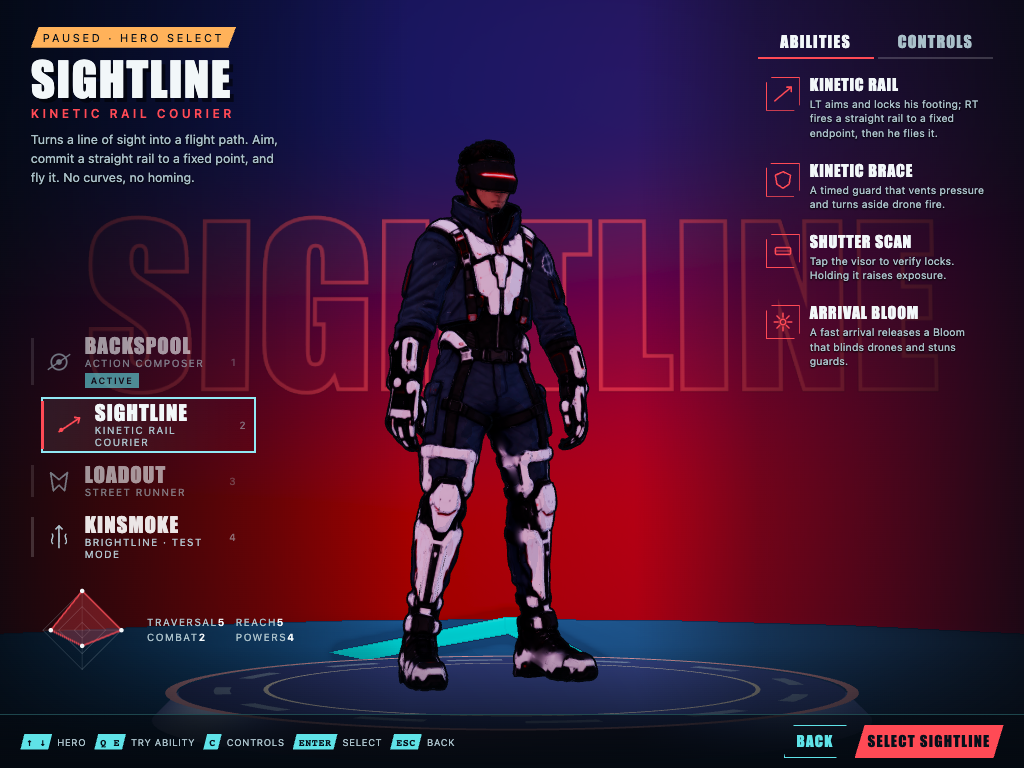 PAUSED · HERO SELECT
SIGHTLINE
KINETIC RAIL COURIER
Turns a line of sight into a flight path. Aim,
commit a straight rail to a fixed point, and
fly it. No curves, no homing.
SIGHTLINE
BACKSPOOL
ACTION COMPOSER 1
ACTIVE
SIGHTLINE
KINETIC RAIL
COURIER
2
LOADOUT
STREET RUNNER
3
KINSMOKE
BRIGHTLINE · TEST
MODE
4
TRAVERSAL5 REACH5
COMBAT2 POWERS4
ABILITIES CONTROLS
KINETIC RAIL
LT aims and locks his footing; RT
fires a straight rail to a fixed
endpoint, then he flies it.
KINETIC BRACE
A timed guard that vents pressure
and turns aside drone fire.
SHUTTER SCAN
Tap the visor to verify locks.
Holding it raises exposure.
ARRIVAL BLOOM
A fast arrival releases a Bloom
that blinds drones and stuns
guards.
↑ ↓ HERO Q E TRY ABILITY C CONTROLS ENTER SELECT ESC BACK
BACK SELECT SIGHTLINE